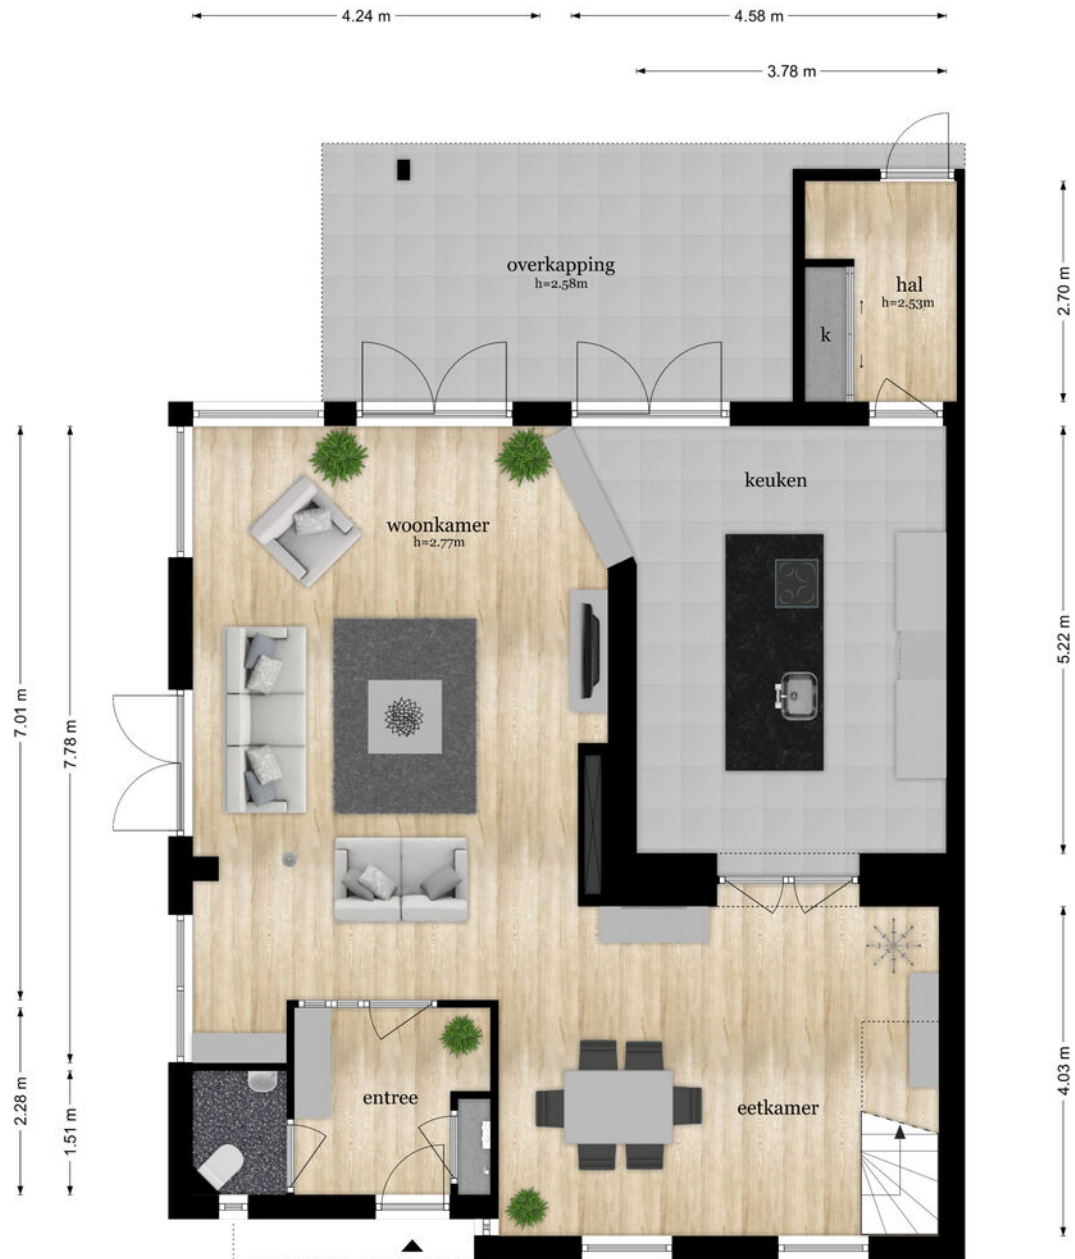 4.24 m
4.58 m
3.78 m
overkapping
h=2.58m
hal
h=2.53m
k
2.70 m
keuken
woonkamer
h=2.77m
5.22 m
7.01 m
7.78 m
entree
eetkamer
4.03 m
2.28 m
1.51 m